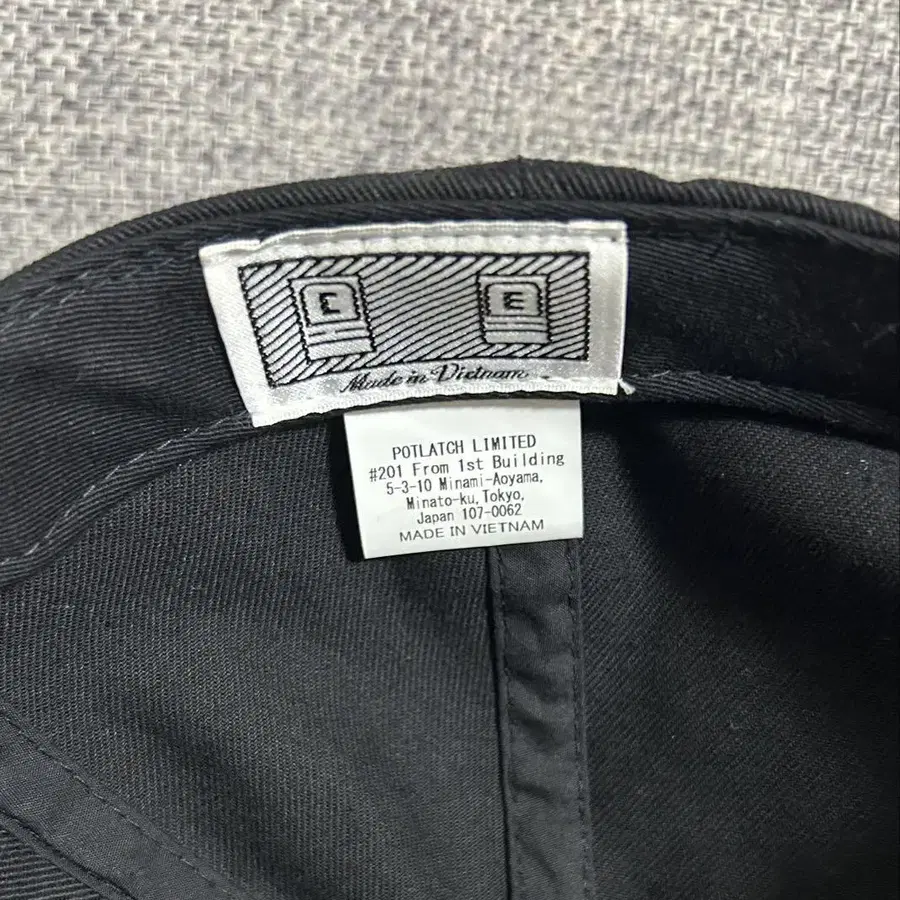 C E
Made in Vietnam
POTLATCH LIMITED
#201 From 1st Building
5-3-10 Minami-Aoyama,
Minato-ku, Tokyo,
Japan 107-0062
MADE IN VIETNAM